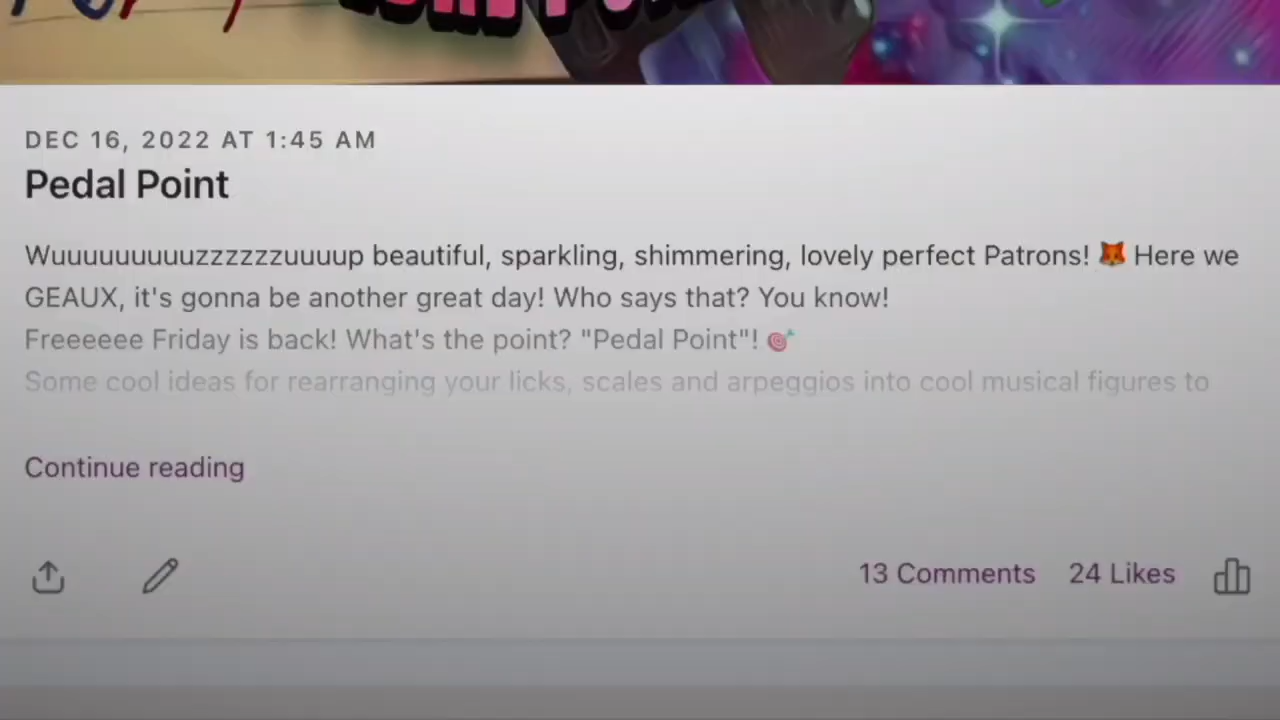 DEC 16, 2022 AT 1:45 AM
Pedal Point
Wuuuuuuuuuzzzzzzuuuup beautiful, sparkling, shimmering, lovely perfect Patrons! 🦊 Here we
GEAUX, it's gonna be another great day! Who says that? You know!
Freeeeee Friday is back! What's the point? "Pedal Point"! 🎯
Some cool ideas for rearranging your licks, scales and arpeggios into cool musical figures to
Continue reading
13 Comments 24 Likes